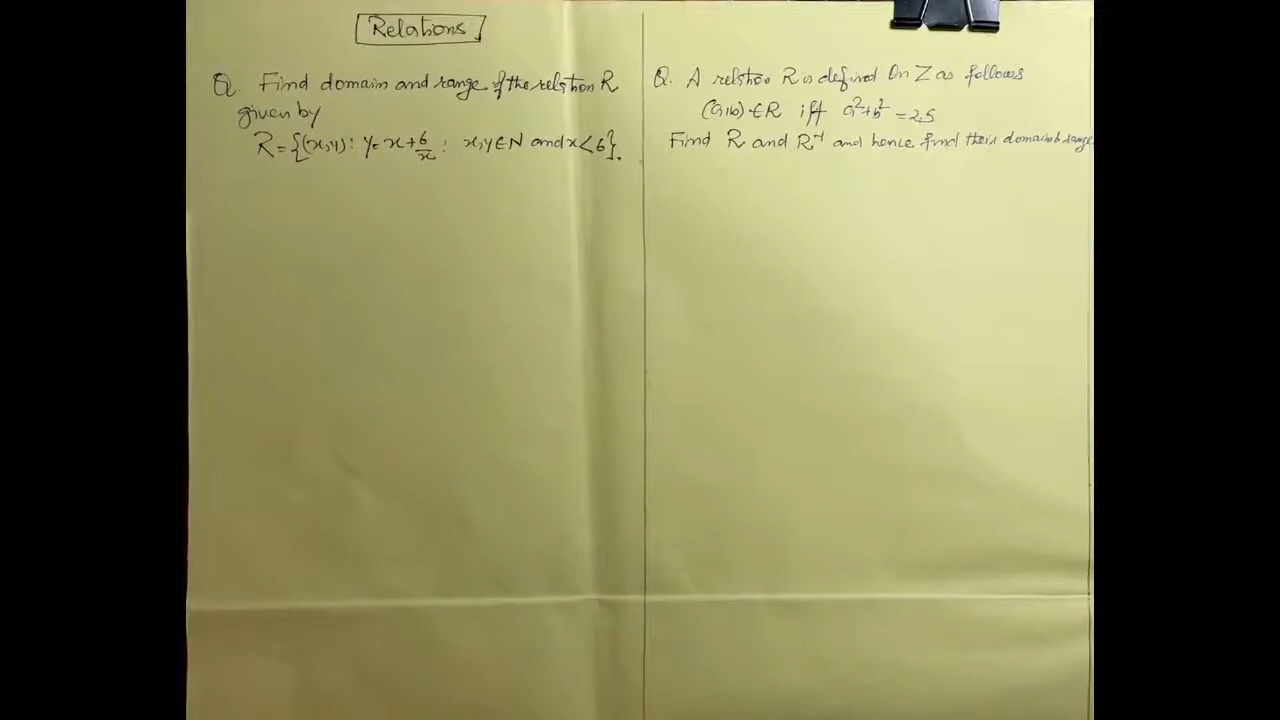 Relations
Q. Find domain and range of the relation R
given by
R = {(x,y): y = x + 6/x : x,y ∈ N and x < 6}.
Q. A relation R is defined On Z as follows
(a,b) ∈ R iff a² + b² = 25
Find R and R⁻¹ and hence find their domain & range.